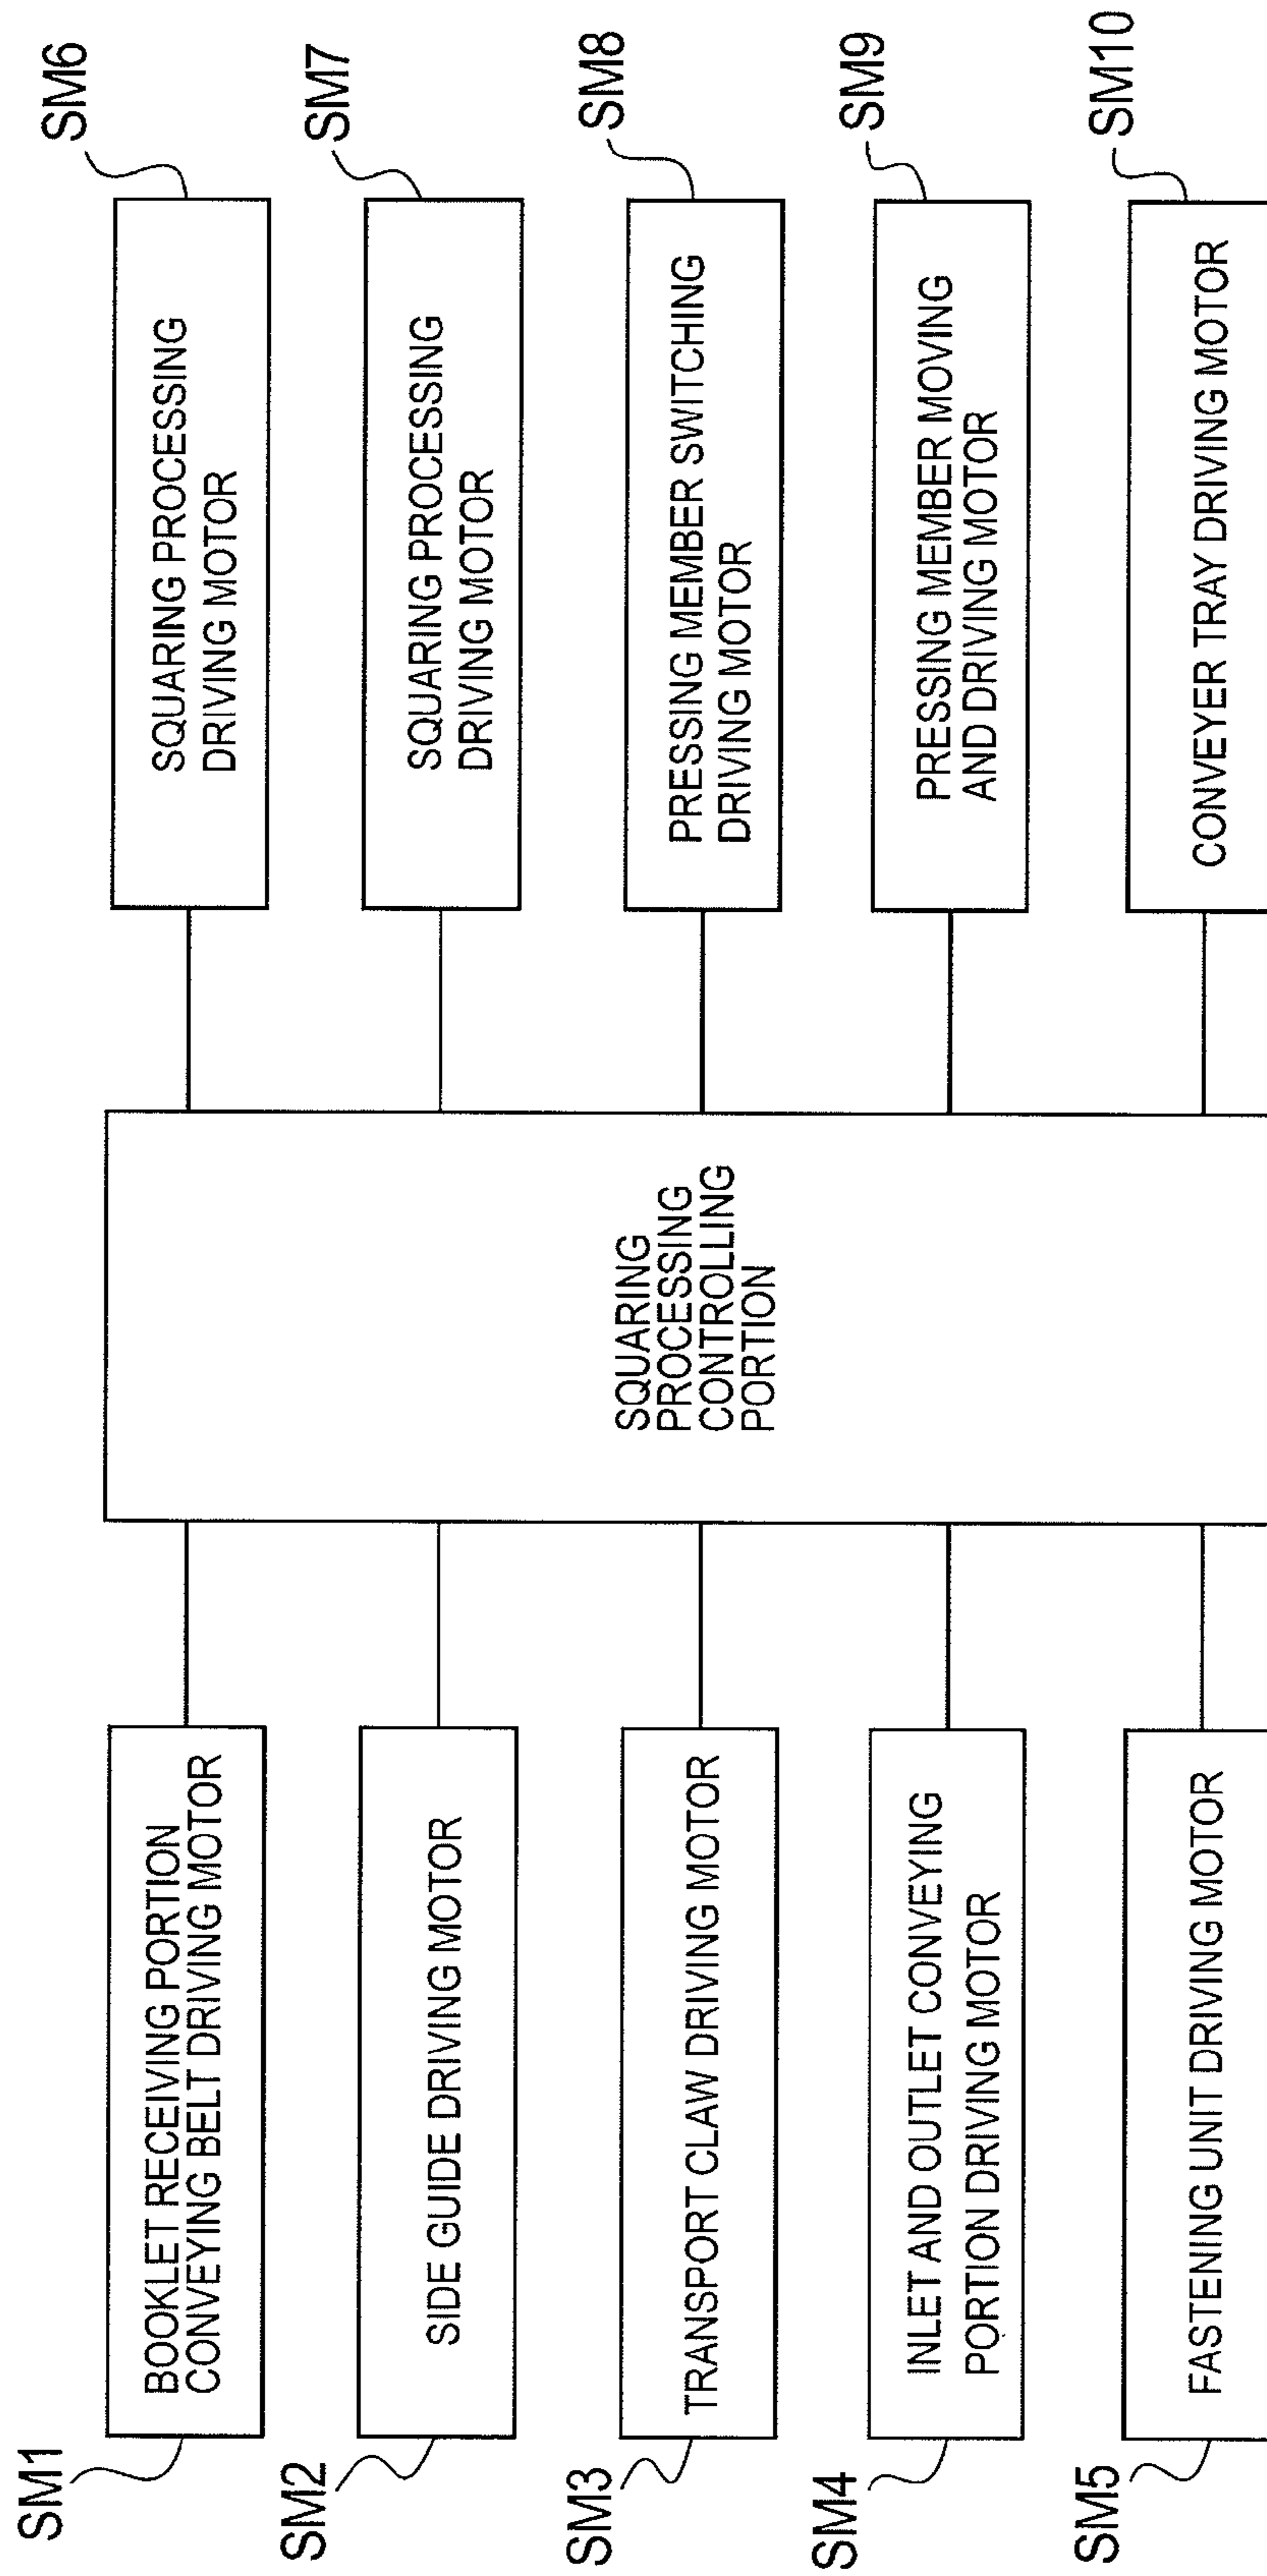 SM1
BOOKLET RECEIVING PORTION
CONVEYING BELT DRIVING MOTOR
SM2
SIDE GUIDE DRIVING MOTOR
SM3
TRANSPORT CLAW DRIVING MOTOR
SM4
INLET AND OUTLET CONVEYING
PORTION DRIVING MOTOR
SM5
FASTENING UNIT DRIVING MOTOR
SQUARING
PROCESSING
CONTROLLING
PORTION
SM6
SQUARING PROCESSING
DRIVING MOTOR
SM7
SQUARING PROCESSING
DRIVING MOTOR
SM8
PRESSING MEMBER SWITCHING
DRIVING MOTOR
SM9
PRESSING MEMBER MOVING
AND DRIVING MOTOR
SM10
CONVEYER TRAY DRIVING MOTOR